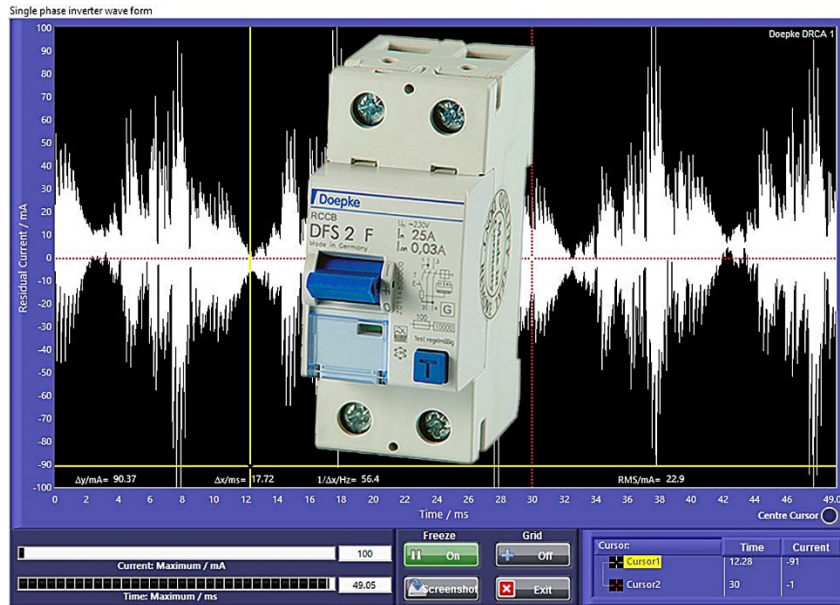 Single phase inverter wave form
Doepke DRCA 1
Residual Current / mA
100
90
80
70
60
50
40
30
20
10
0
-10
-20
-30
-40
-50
-60
-70
-80
-90
-100
Doepke
RCCB
DFS 2 F
Made in Germany
Uₙ ~230V
Iₙ 25A
IΔn 0,03A
G
10000
Test regelmäßig
T
Δy/mA= 90.37 Δx/ms= 17.72 1/Δx/Hz= 56.4 RMS/mA= 22.9
0 2 4 6 8 10 12 14 16 18 20 22 24 26 28 30 32 34 36 38 40 42 44 46 49.0
Time / ms
Centre Cursor
Current: Maximum / mA 100
Time: Maximum / ms 49.05
Freeze Grid
On Off
Screenshot Exit
Cursor: Time Current
Cursor1 12.28 -91
Cursor2 30 -1